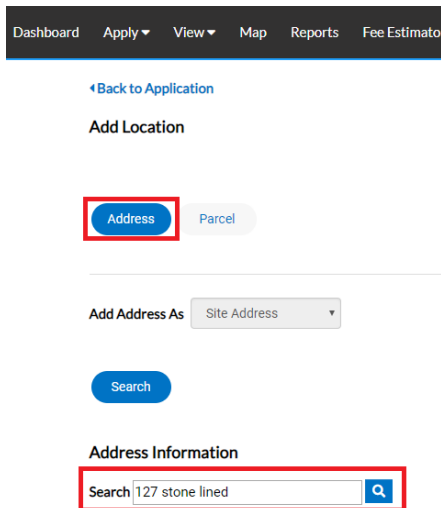 Dashboard Apply View Map Reports Fee Estimato
Back to Application
Add Location
Address Parcel
Add Address As Site Address
Search
Address Information
Search 127 stone lined